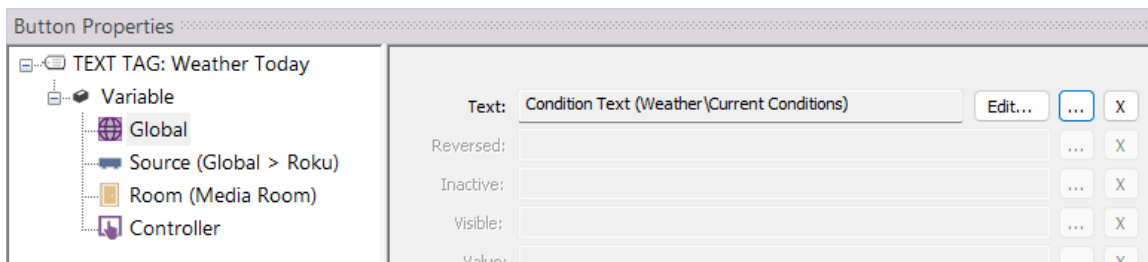 Button Properties
TEXT TAG: Weather Today
Variable
Global
Source (Global > Roku)
Room (Media Room)
Controller
Text: Condition Text (Weather\Current Conditions) Edit... ... X
Reversed: ... X
Inactive: ... X
Visible: ... X
Value: X